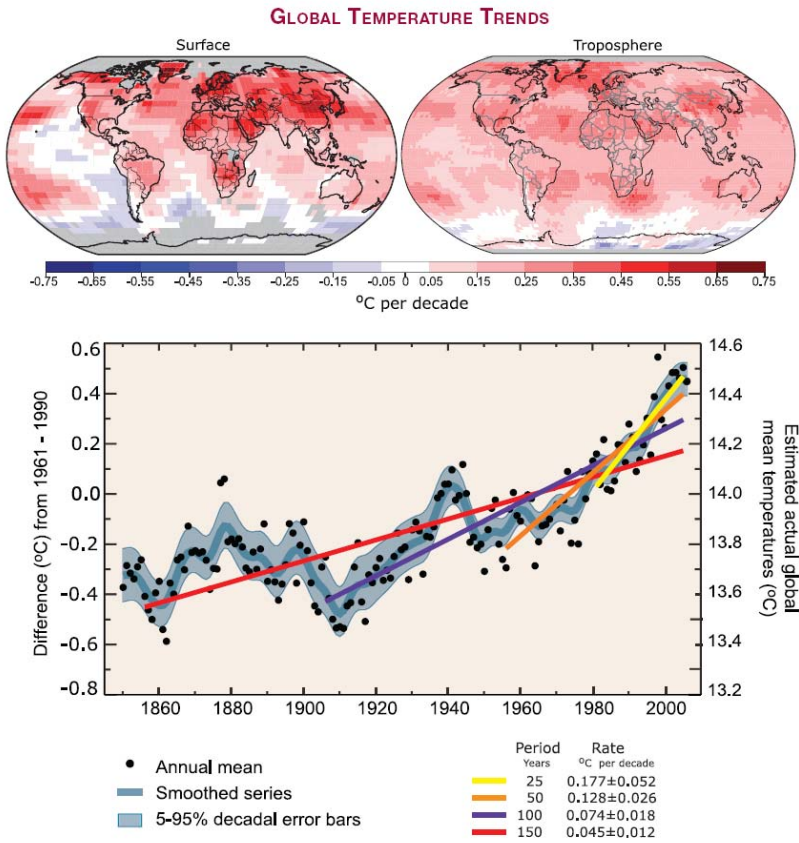 GLOBAL TEMPERATURE TRENDS
Surface
Troposphere
-0.75 -0.65 -0.55 -0.45 -0.35 -0.25 -0.15 -0.05 0 0.05 0.15 0.25 0.35 0.45 0.55 0.65 0.75
ºC per decade
Difference (ºC) from 1961 - 1990
0.6
0.4
0.2
0.0
-0.2
-0.4
-0.6
-0.8
14.6
14.4
14.2
14.0
13.8
13.6
13.4
13.2
Estimated actual global
mean temperatures (ºC)
1860 1880 1900 1920 1940 1960 1980 2000
Annual mean
Smoothed series
5-95% decadal error bars
Period Rate
Years ºC per decade
25 0.177±0.052
50 0.128±0.026
100 0.074±0.018
150 0.045±0.012